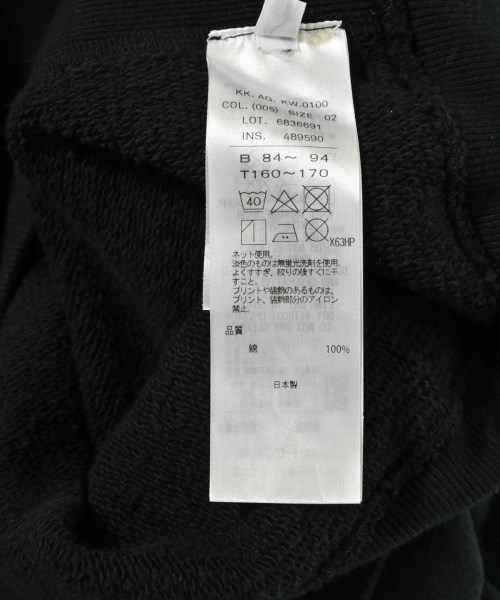 KK. AG. KW.0100
COL. (005) SIZE 02
LOT. 6836691
INS. 489590
B 84～ 94
T160～170
40
X63HP
ネット使用。
淡色のものは無蛍光洗剤を使用。
よくすすぎ、絞りの後すぐに干
すこと。
プリントや装飾のあるものは、
プリント、装飾部分のアイロン
禁止。
品質
綿 100%
日本製